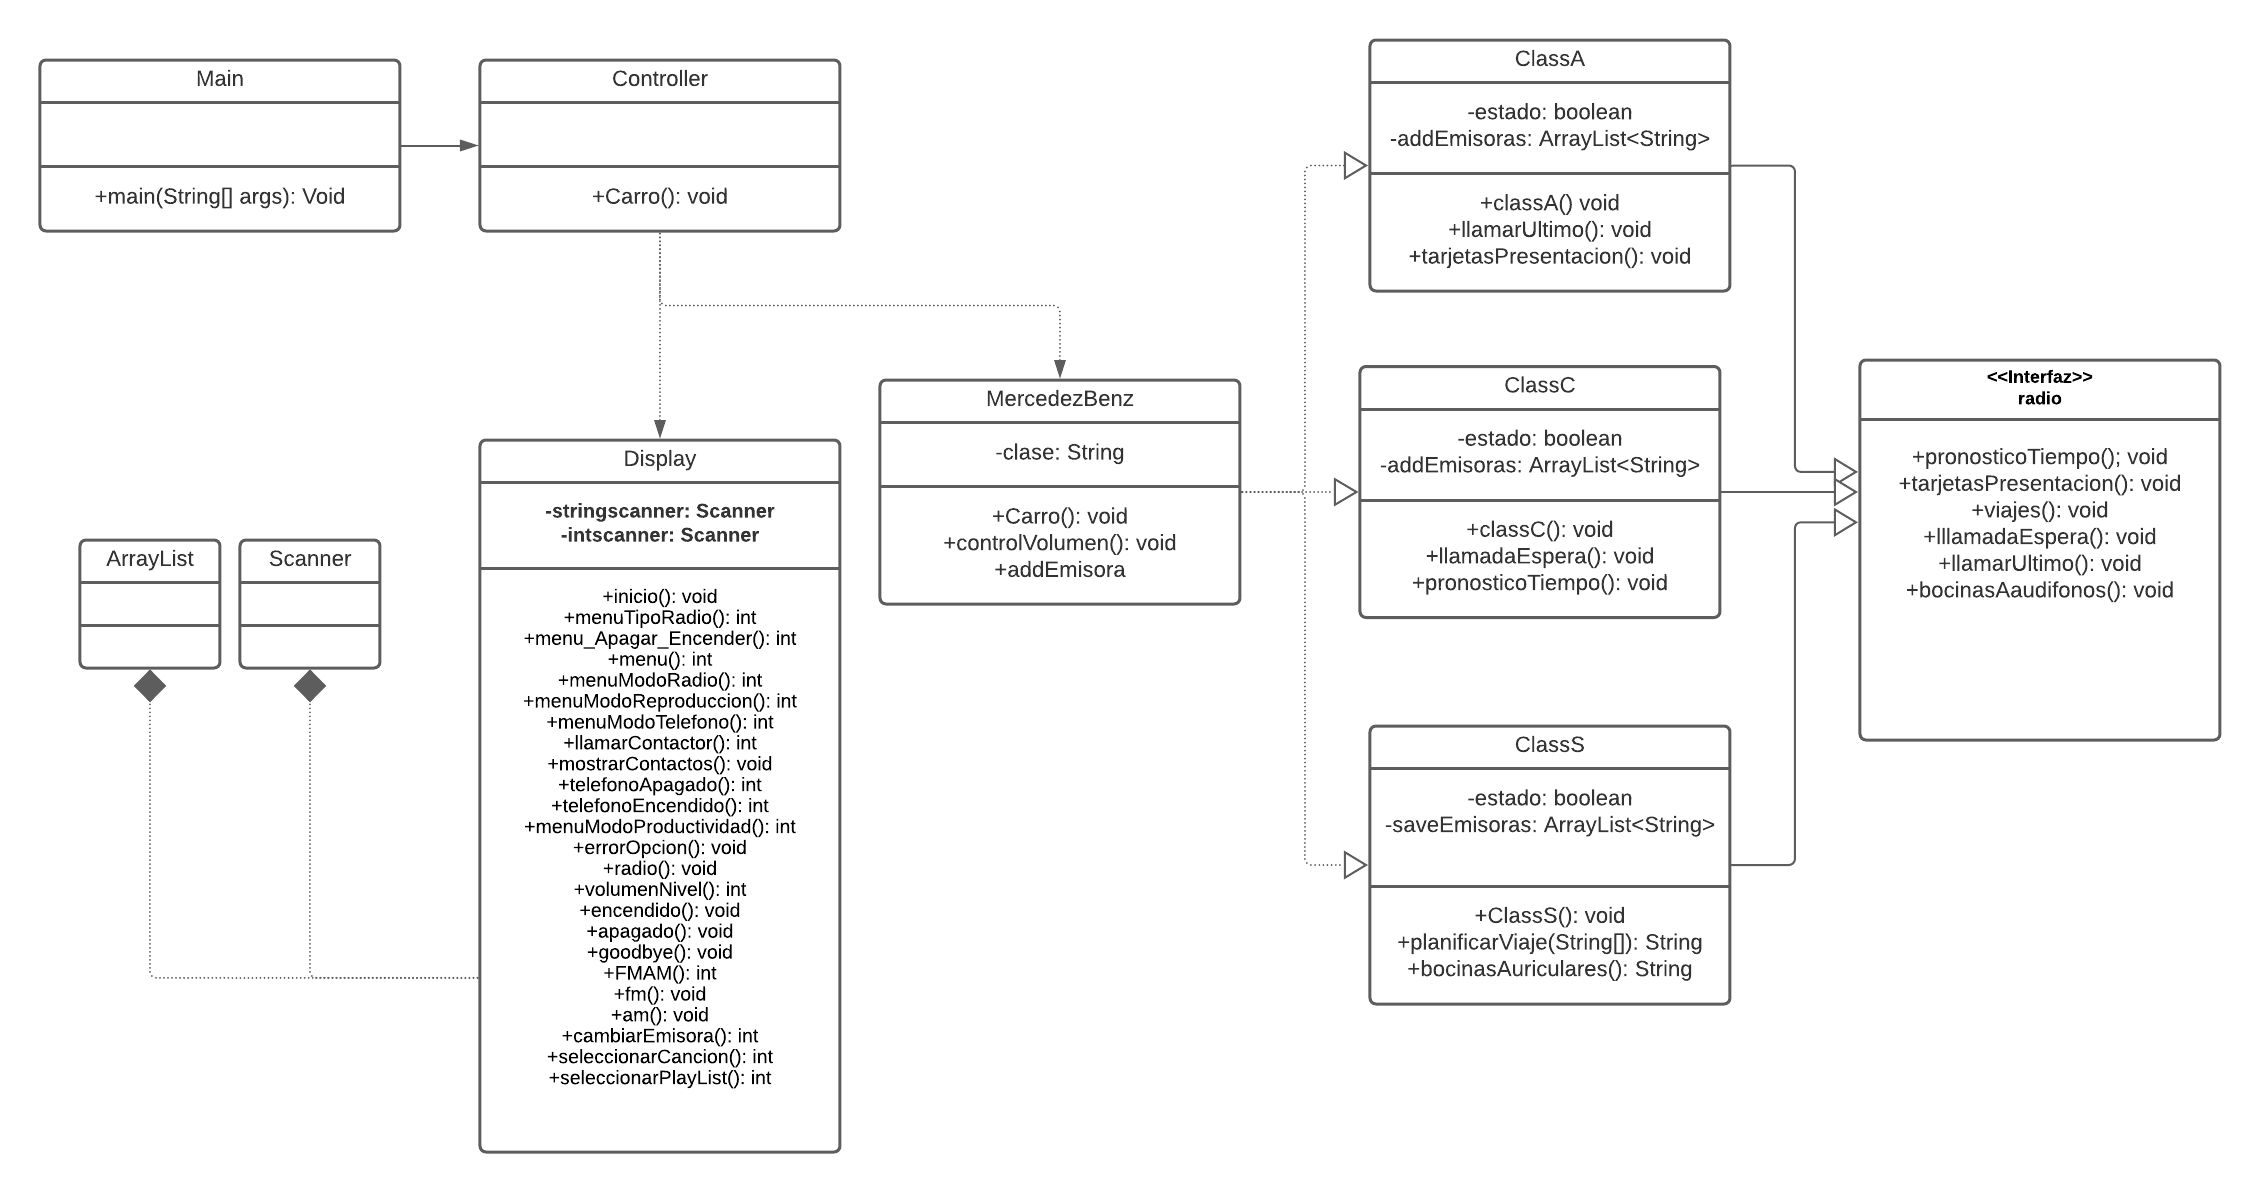 Main
+main(String[] args): Void
Controller
+Carro(): void
ArrayList
Scanner
Display
-stringscanner: Scanner
-intscanner: Scanner
+inicio(): void
+menuTipoRadio(): int
+menu_Apagar_Encender(): int
+menu(): int
+menuModoRadio(): int
+menuModoReproduccion(): int
+menuModoTelefono(): int
+llamarContactor(): int
+mostrarContactos(): void
+telefonoApagado(): int
+telefonoEncendido(): int
+menuModoProductividad(): int
+errorOpcion(): void
+radio(): void
+volumenNivel(): int
+encendido(): void
+apagado(): void
+goodbye(): void
+FMAM(): int
+fm(): void
+am(): void
+cambiarEmisora(): int
+seleccionarCancion(): int
+seleccionarPlayList(): int
MercedezBenz
-clase: String
+Carro(): void
+controlVolumen(): void
+addEmisora
ClassA
-estado: boolean
-addEmisoras: ArrayList<String>
+classA() void
+llamarUltimo(): void
+tarjetasPresentacion(): void
ClassC
-estado: boolean
-addEmisoras: ArrayList<String>
+classC(): void
+llamadaEspera(): void
+pronosticoTiempo(): void
ClassS
-estado: boolean
-saveEmisoras: ArrayList<String>
+ClassS(): void
+planificarViaje(String[]): String
+bocinasAuriculares(): String
<<Interfaz>>
radio
+pronosticoTiempo(); void
+tarjetasPresentacion(): void
+viajes(): void
+lllamadaEspera(): void
+llamarUltimo(): void
+bocinasAaudifonos(): void